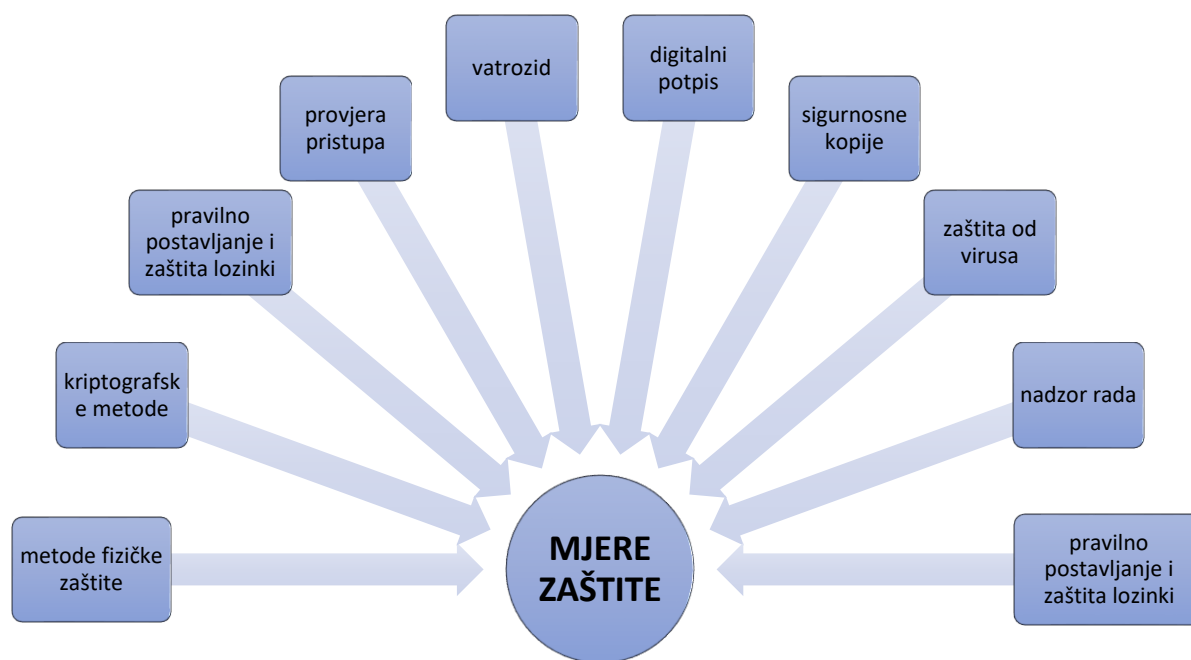 metode fizičke
zaštite
kriptografsk
e metode
pravilno
postavljanje i
zaštita lozinki
provjera
pristupa
vatrozid
digitalni
potpis
sigurnosne
kopije
zaštita od
virusa
nadzor rada
pravilno
postavljanje i
zaštita lozinki
MJERE
ZAŠTITE